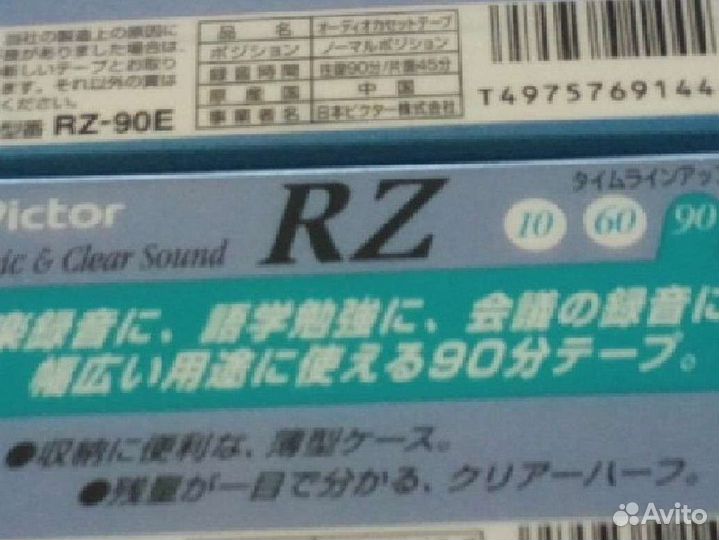 当社の製造上の原因に
品 名 オーディオカセットテープ
良がありました場合は、
ポジション ノーマルポジション
新しいテープとお取り
録音時間 往復90分/片面45分
ます。それ以外の責は
原産国 中国
ください。
事業者名 日本ビクター株式会社
型番 RZ-90E
T4975769144
Victor
ic & Clear Sound
RZ
タイムラインアップ
10 60 90
楽録音に、語学勉強に、会議の録音に
幅広い用途に使える90分テープ。
●収納に便利な、薄型ケース。
●残量が一目で分かる、クリアーハーフ。
Avito